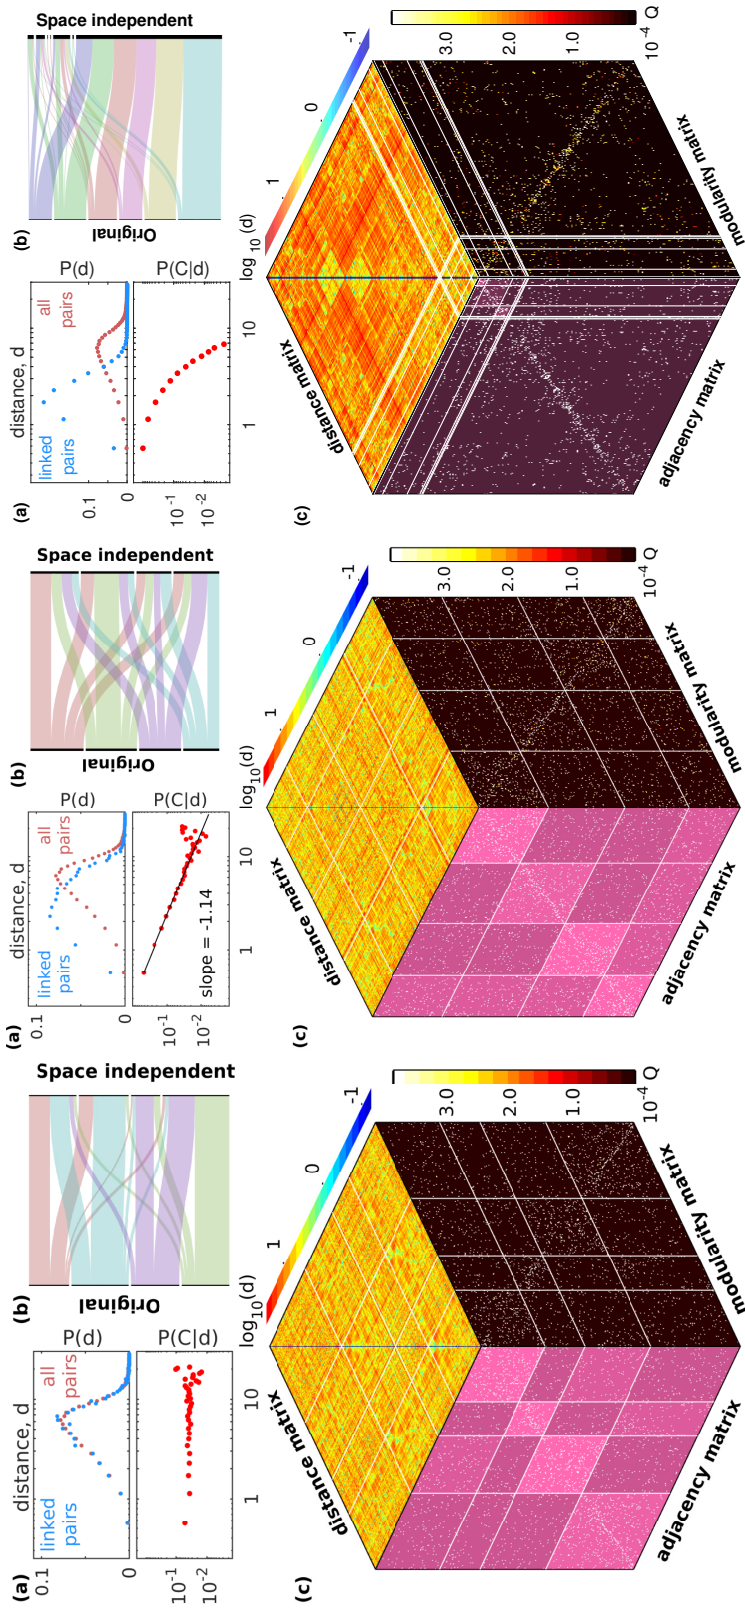 (a)
distance, d
0.1
0
linked
pairs
all
pairs
P(d)
10-1
10-2
P(C|d)
1
10
(b)
Original
Space independent
(c)
distance matrix
log10(d)
1
0
-1
adjacency matrix
modularity matrix
3.0
2.0
1.0
10-4 Q
(a)
distance, d
0.1
0
linked
pairs
all
pairs
P(d)
10-1
10-2
slope = -1.14
P(C|d)
1
10
(b)
Original
Space independent
(c)
distance matrix
log10(d)
1
0
-1
adjacency matrix
modularity matrix
3.0
2.0
1.0
10-4 Q
(a)
distance, d
0.1
0
linked
pairs
all
pairs
P(d)
10-1
10-2
P(C|d)
1
10
(b)
Original
Space independent
(c)
distance matrix
log10(d)
1
0
-1
adjacency matrix
modularity matrix
3.0
2.0
1.0
10-4 Q